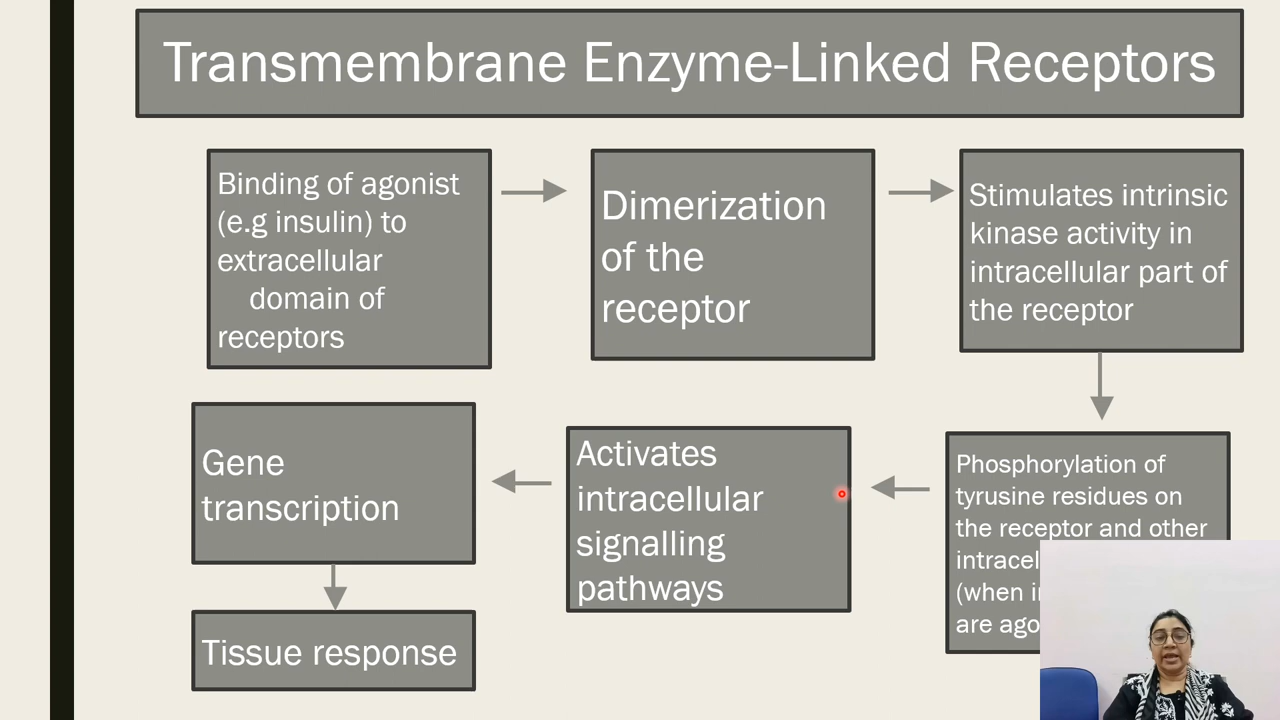 Transmembrane Enzyme-Linked Receptors
Binding of agonist
(e.g insulin) to
extracellular
domain of
receptors
Dimerization
of the
receptor
Stimulates intrinsic
kinase activity in
intracellular part of
the receptor
Phosphorylation of
tyrusine residues on
the receptor and other
(when
are
Activates
intracellular
signalling
pathways
Gene
transcription
Tissue response